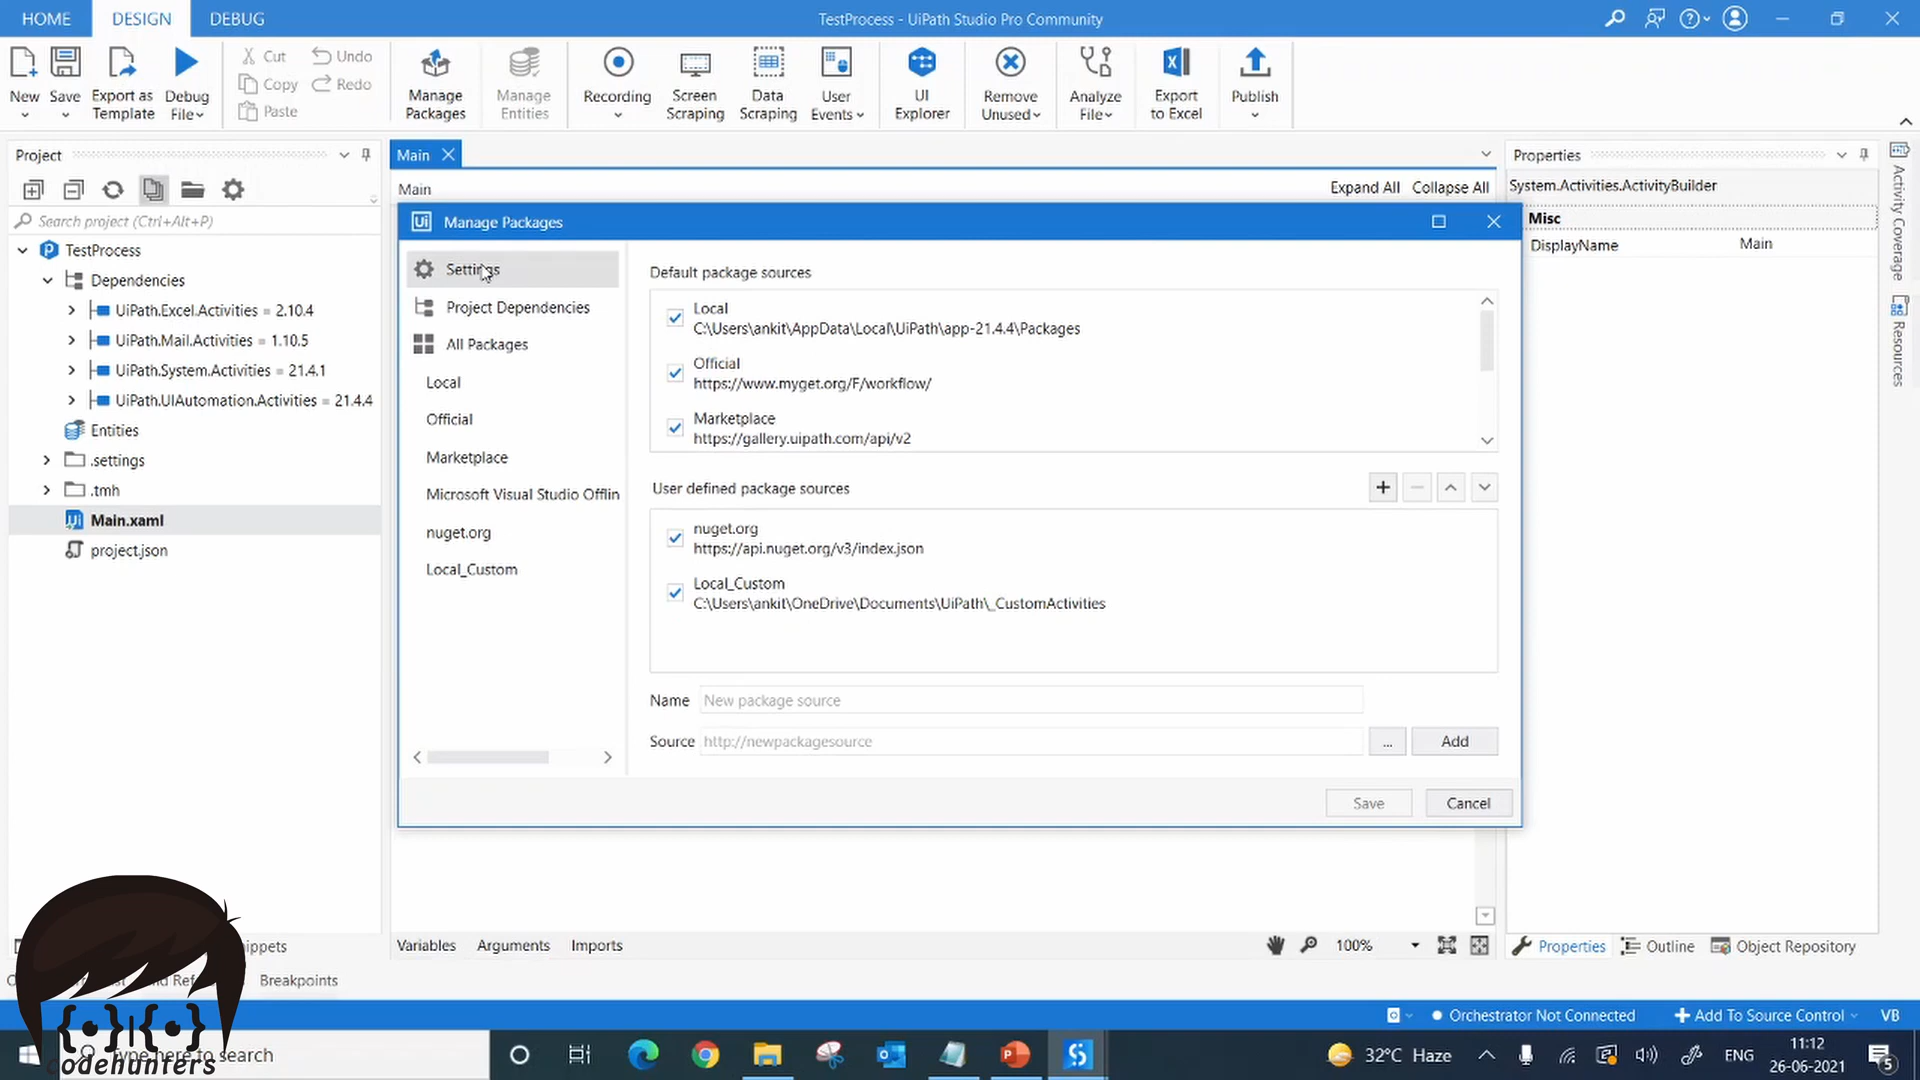 HOME DESIGN DEBUG TestProcess - UiPath Studio Pro Community
New Save Export as Template Debug File
Cut Copy Paste Undo Redo
Manage Packages
Manage Entities
Recording
Screen Scraping
Data Scraping
User Events
UI Explorer
Remove Unused
Analyze File
Export to Excel
Publish
Project
Search project (Ctrl+Alt+P)
TestProcess
Dependencies
UiPath.Excel.Activities = 2.10.4
UiPath.Mail.Activities = 1.10.5
UiPath.System.Activities = 21.4.1
UiPath.UIAutomation.Activities = 21.4.4
Entities
.settings
.tmh
Main.xaml
project.json
Main
Main Expand All Collapse All
Ui Manage Packages
Settings
Project Dependencies
All Packages
Local
Official
Marketplace
Microsoft Visual Studio Offlin
nuget.org
Local_Custom
Default package sources
Local
C:\Users\ankit\AppData\Local\UiPath\app-21.4.4\Packages
Official
https://www.myget.org/F/workflow/
Marketplace
https://gallery.uipath.com/api/v2
User defined package sources
nuget.org
https://api.nuget.org/v3/index.json
Local_Custom
C:\Users\ankit\OneDrive\Documents\UiPath\_CustomActivities
Name New package source
Source http://newpackagesource ... Add
Save Cancel
Properties
System.Activities.ActivityBuilder
Misc
DisplayName Main
Activity Coverage
Resources
Variables Arguments Imports 100%
Properties Outline Object Repository
ippets
Breakpoints
Orchestrator Not Connected Add To Source Control VB
Type here to search
codehunters
32°C Haze ENG
11:12
26-06-2021
5